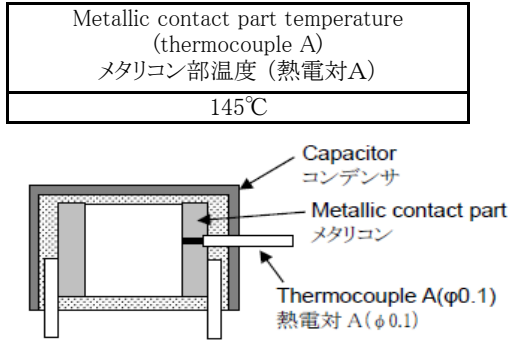 Metallic contact part temperature
(thermocouple A)
メタリコン部温度 (熱電対A)
145℃
Capacitor
コンデンサ
Metallic contact part
メタリコン
Thermocouple A(φ0.1)
熱電対 A(φ0.1)